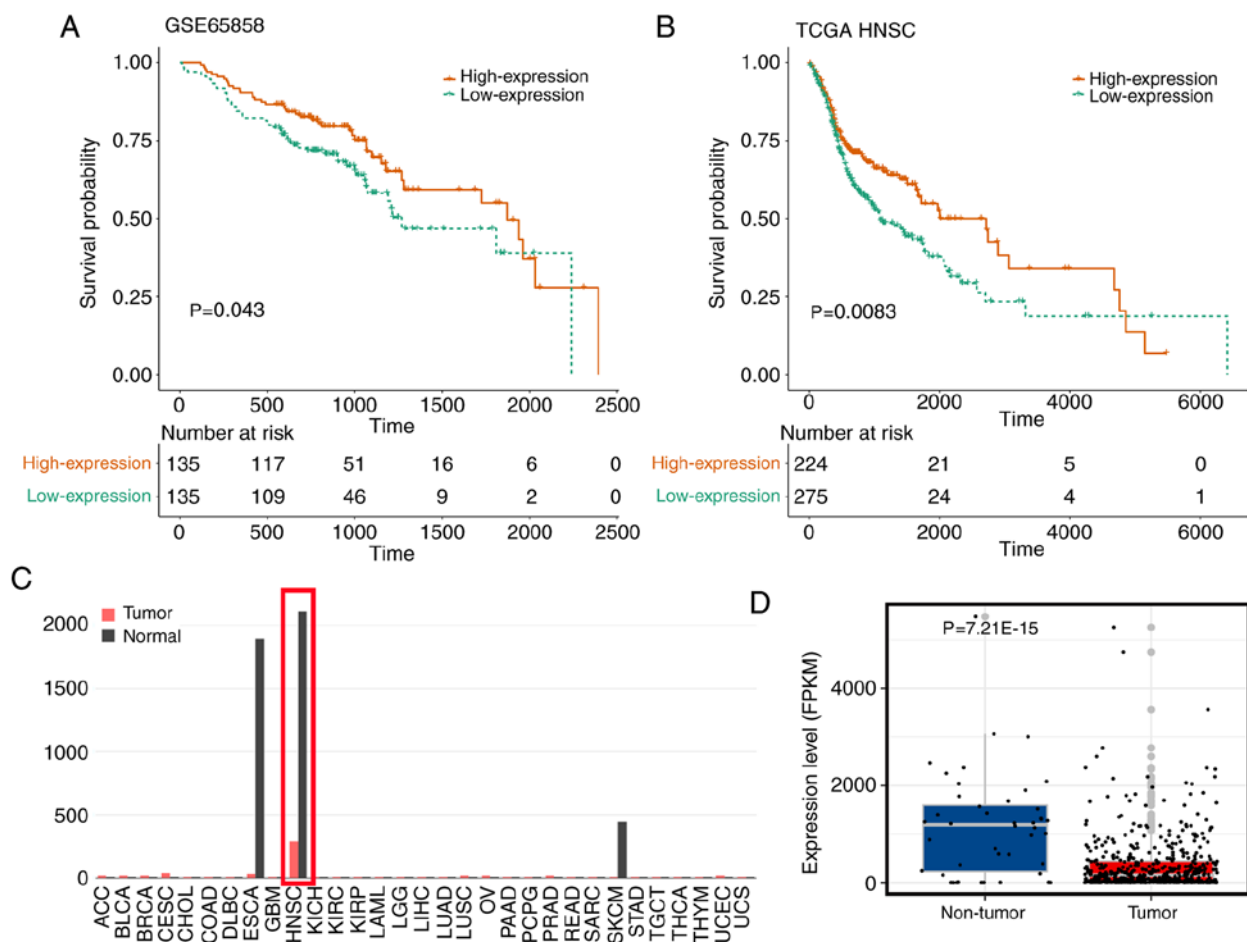 A
GSE65858
1.00
0.75
0.50
0.25
0.00
Survival probability
High-expression
Low-expression
P=0.043
0 500 1000 1500 2000 2500
Time
Number at risk
High-expression 135 117 51 16 6 0
Low-expression 135 109 46 9 2 0
0 500 1000 1500 2000 2500
Time
B
TCGA HNSC
1.00
0.75
0.50
0.25
0.00
Survival probability
High-expression
Low-expression
P=0.0083
0 2000 4000 6000
Time
Number at risk
High-expression 224 21 5 0
Low-expression 275 24 4 1
0 2000 4000 6000
Time
C
Tumor
Normal
2000
1500
1000
500
0
ACC
BLCA
BRCA
CESC
CHOL
COAD
DLBC
ESCA
GBM
HNSC
KICH
KIRC
KIRP
LAML
LGG
LIHC
LUAD
LUSC
OV
PAAD
PCPG
PRAD
READ
SARC
SKCM
STAD
TGCT
THCA
THYM
UCEC
UCS
D
P=7.21E-15
Expression level (FPKM)
4000
2000
0
Non-tumor Tumor